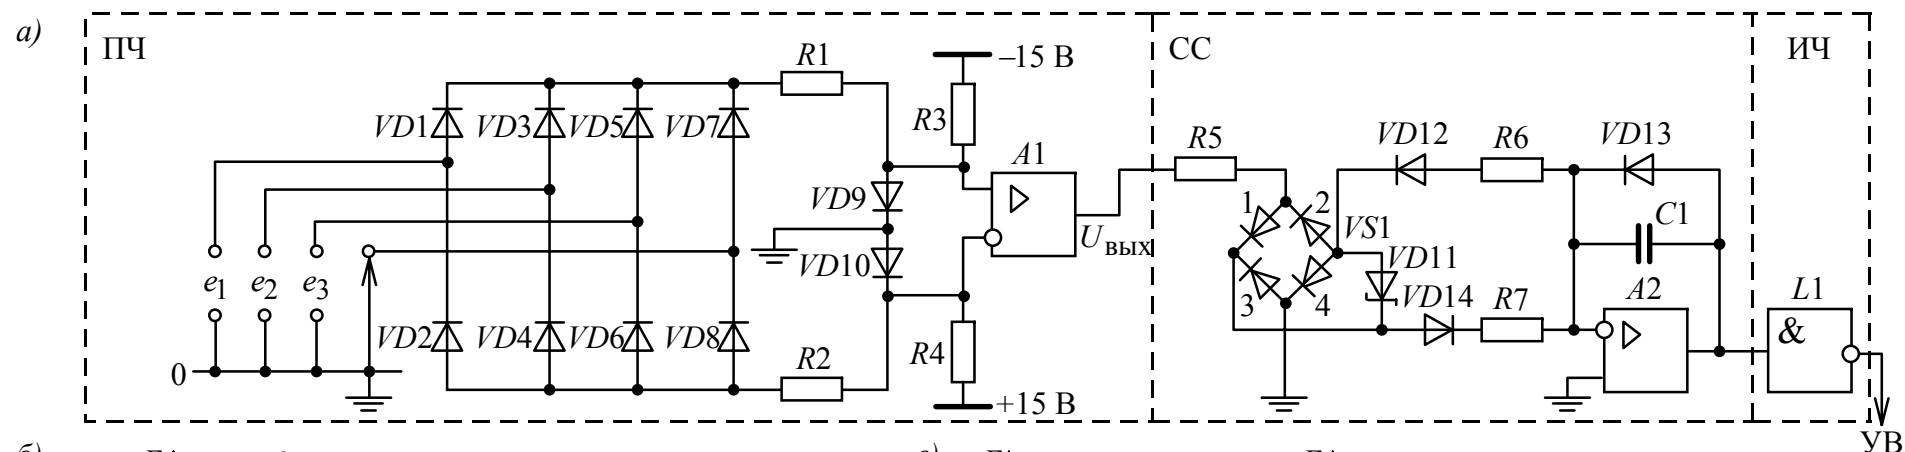 а)
ПЧ
R1
–15 В
СС
ИЧ
VD1 VD3 VD5 VD7
R3
A1
R5
VD12 R6 VD13
VD9
1 2
VS1
C1
e1 e2 e3
VD10
Uвых
VD11
3 4
VD14 R7
A2
L1
&
VD2 VD4 VD6 VD8
R2
R4
0
+15 В
УВ